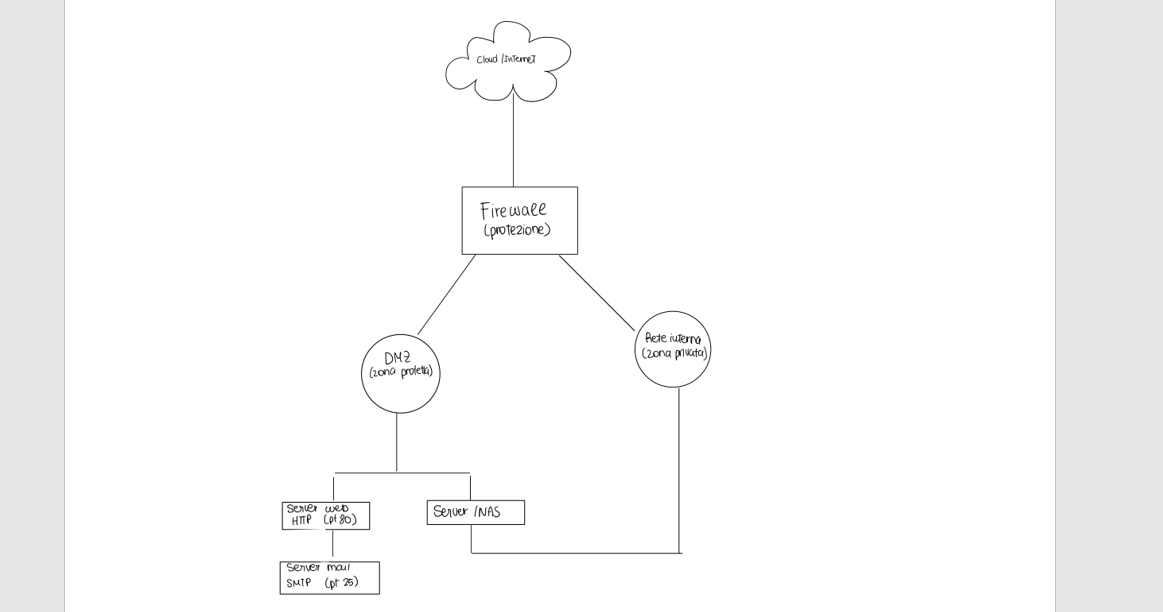 Cloud/Internet
Firewall
(protezione)
DMZ
(zona protetta)
Rete interna
(zona privata)
Server web
HTTP (pt 80)
Server /NAS
Server mail
SMTP (pt 25)